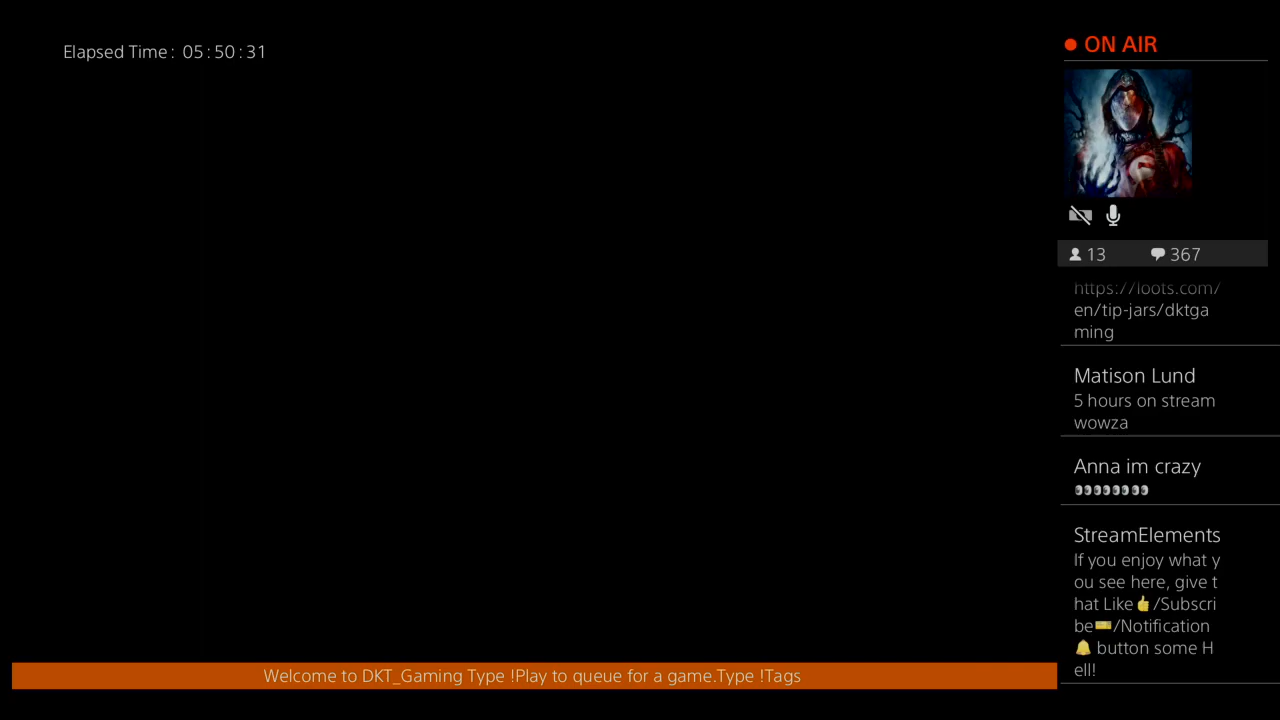 Elapsed Time: 05:50:31
ON AIR
13 367
https://loots.com/
en/tip-jars/dktga
ming
Matison Lund
5 hours on stream
wowza
Anna im crazy
👀👀👀👀
StreamElements
If you enjoy what y
ou see here, give t
hat Like👍/Subscri
be🎫/Notification
🔔 button some H
ell!
Welcome to DKT_Gaming Type !Play to queue for a game.Type !Tags